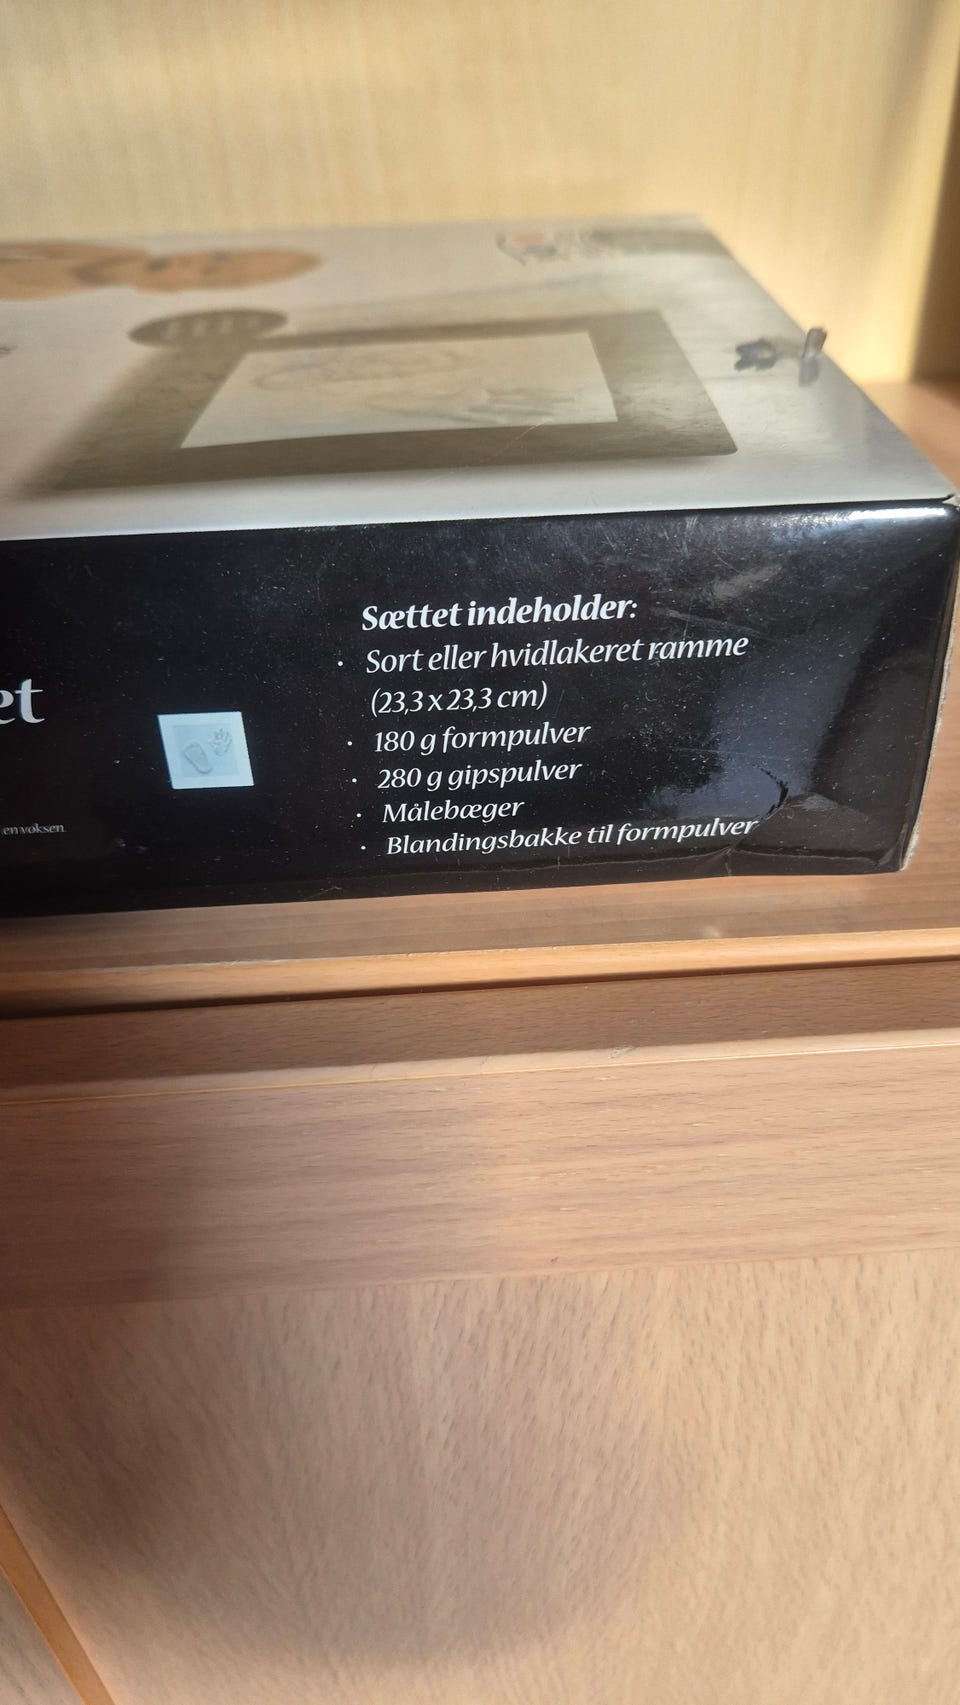 Sættet indeholder:
· Sort eller hvidlakeret ramme
(23,3 x 23,3 cm)
· 180 g formpulver
· 280 g gipspulver
· Målebæger
· Blandingsbakke til formpulver
et
en voksen